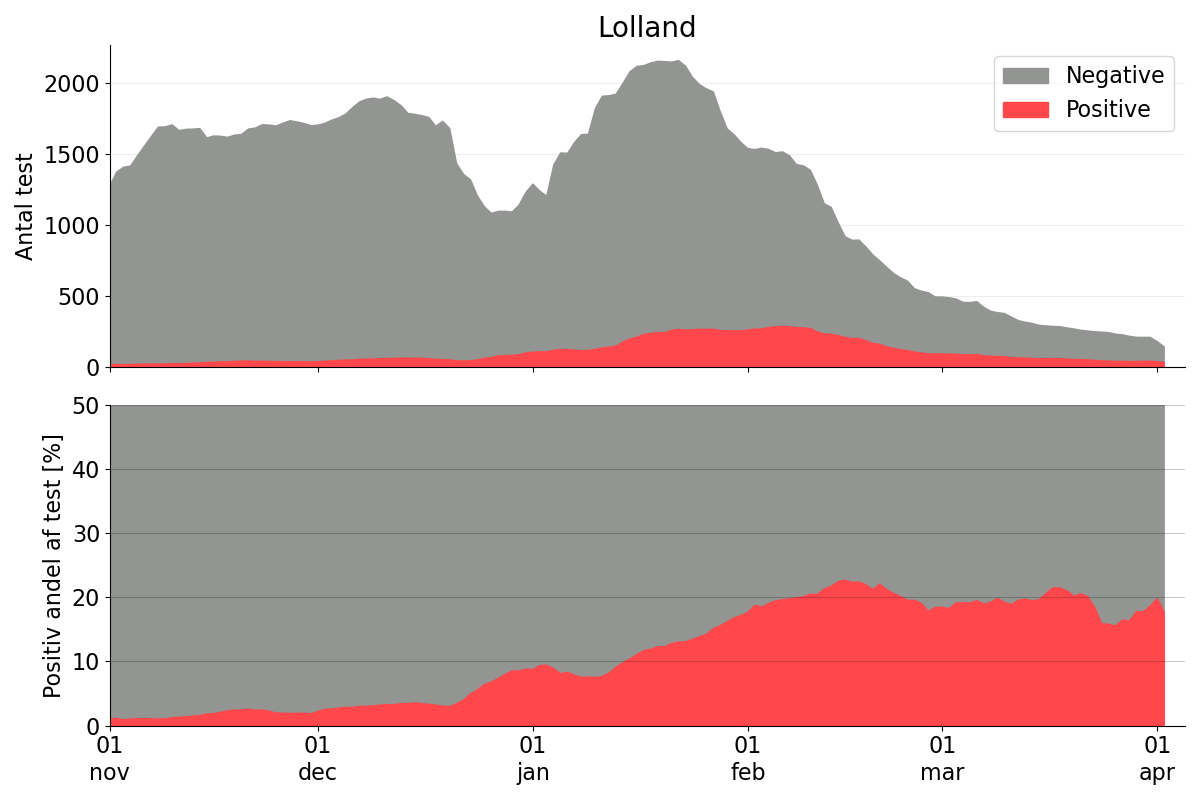 Lolland
Negative
Positive
Antal test
2000
1500
1000
500
0
Positiv andel af test [%]
50
40
30
20
10
0
01 01 01 01 01 01
nov dec jan feb mar apr